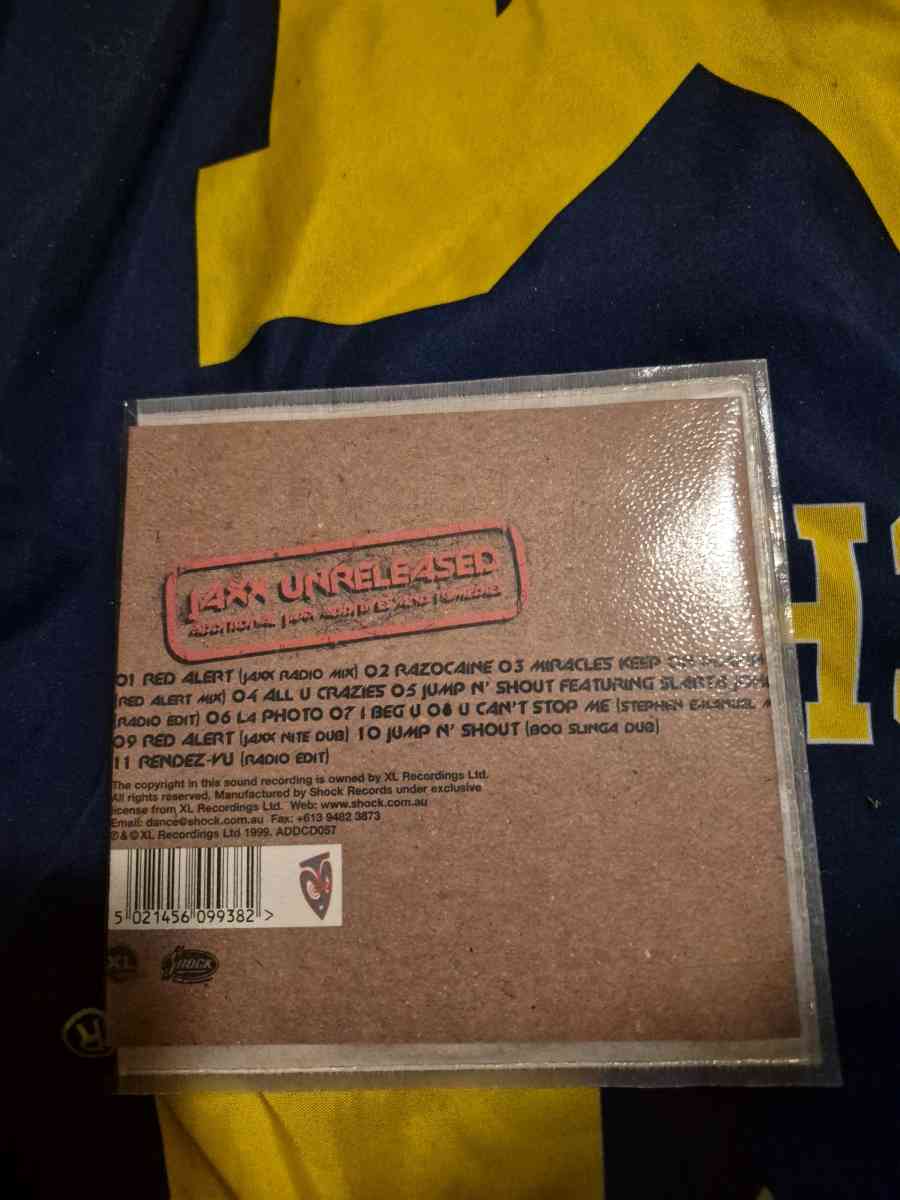 H
JAXX UNRELEASED
ADDITIONAL JAXX
01 RED ALERT (JAXX RADIO MIX) 02 RAZOCAINE 03 MIRACLES KEEP ON
(RED ALERT MIX) 04 ALL U CRAZIES 05 JUMP N' SHOUT FEATURING SLARTA
(RADIO EDIT) 06 LA PHOTO 07 I BEG U 08 U CAN'T STOP ME (STEPHEN
09 RED ALERT (JAXX NITE DUB) 10 JUMP N' SHOUT (BOO SLINGA DUB)
11 RENDEZ-VU (RADIO EDIT)
The copyright in this sound recording is owned by XL Recordings Ltd.
All rights reserved. Manufactured by Shock Records under exclusive
license from XL Recordings Ltd. Web: www.shock.com.au
Email: dance@shock.com.au Fax: +613 9482 3873
℗ & © XL Recordings Ltd 1999. ADDCD057
5 021456 099382 >
XL SHOCK
R